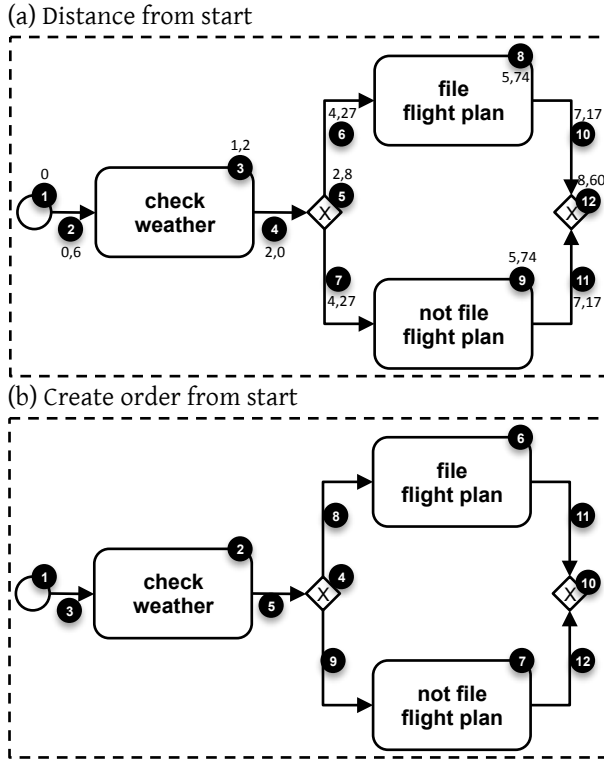 (a) Distance from start
8
5,74
file
flight plan
4,27
6
7,17
10
0
1
1,2
3
check
weather
2
0,6
4
2,0
2,8
5
X
8,60
12
X
7
4,27
5,74
9
not file
flight plan
11
7,17
(b) Create order from start
6
file
flight plan
8
11
1
2
check
weather
3
5
4
X
10
X
9
7
not file
flight plan
12